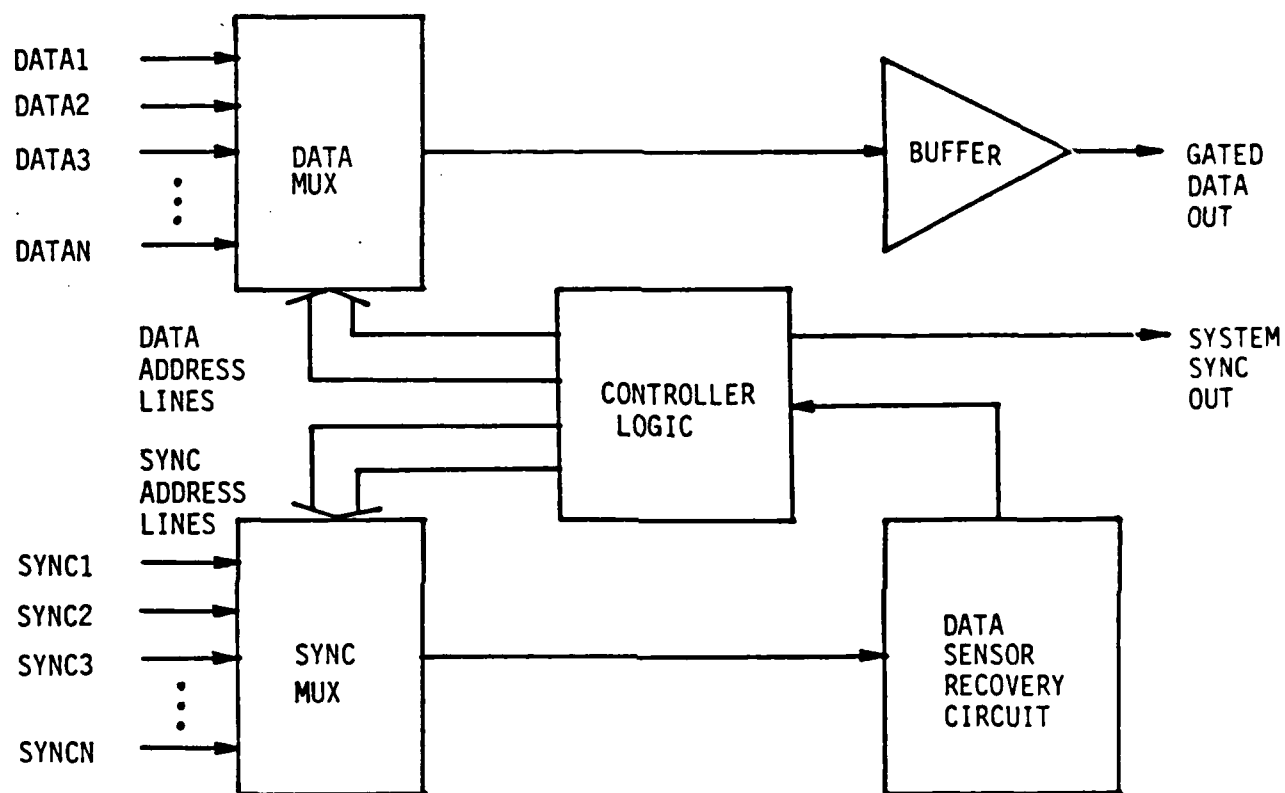 DATA1
DATA2
DATA3
DATAN
DATA
MUX
BUFFER
GATED
DATA
OUT
DATA
ADDRESS
LINES
CONTROLLER
LOGIC
SYSTEM
SYNC
OUT
SYNC
ADDRESS
LINES
SYNC1
SYNC2
SYNC3
SYNCN
SYNC
MUX
DATA
SENSOR
RECOVERY
CIRCUIT